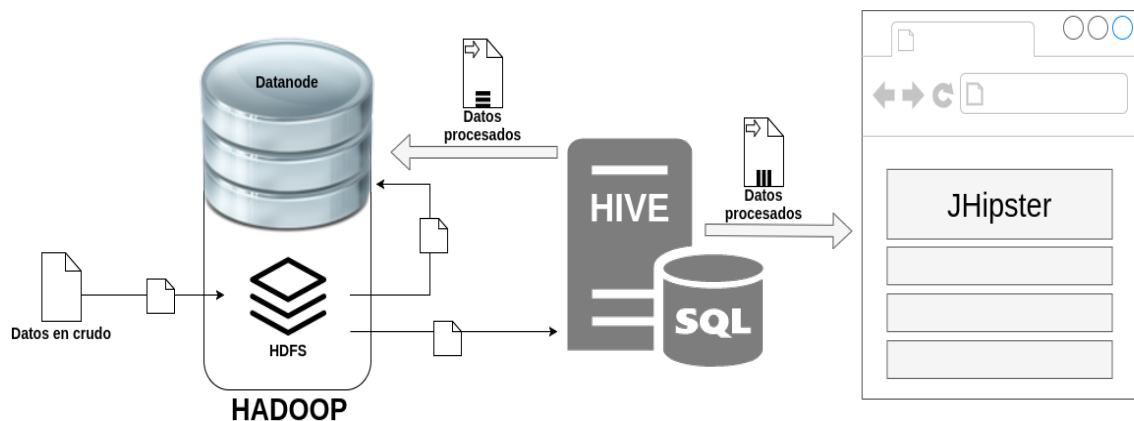 Datanode
Datos
procesados
HIVE
SQL
Datos
procesados
JHipster
Datos en crudo
HDFS
HADOOP